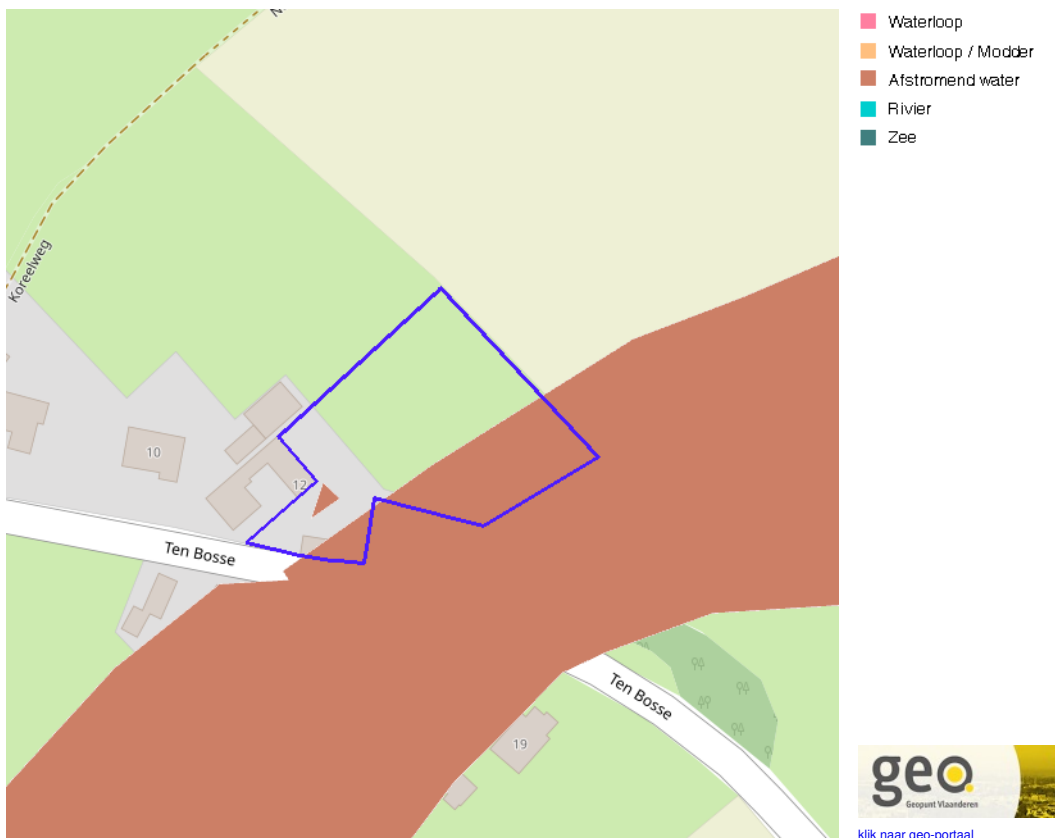 Waterloop
Waterloop / Modder
Afstromend water
Rivier
Zee
Koreelweg
10
12
Ten Bosse
Ten Bosse
19
geo.
Geopunt Vlaanderen
klik naar geo-portaal